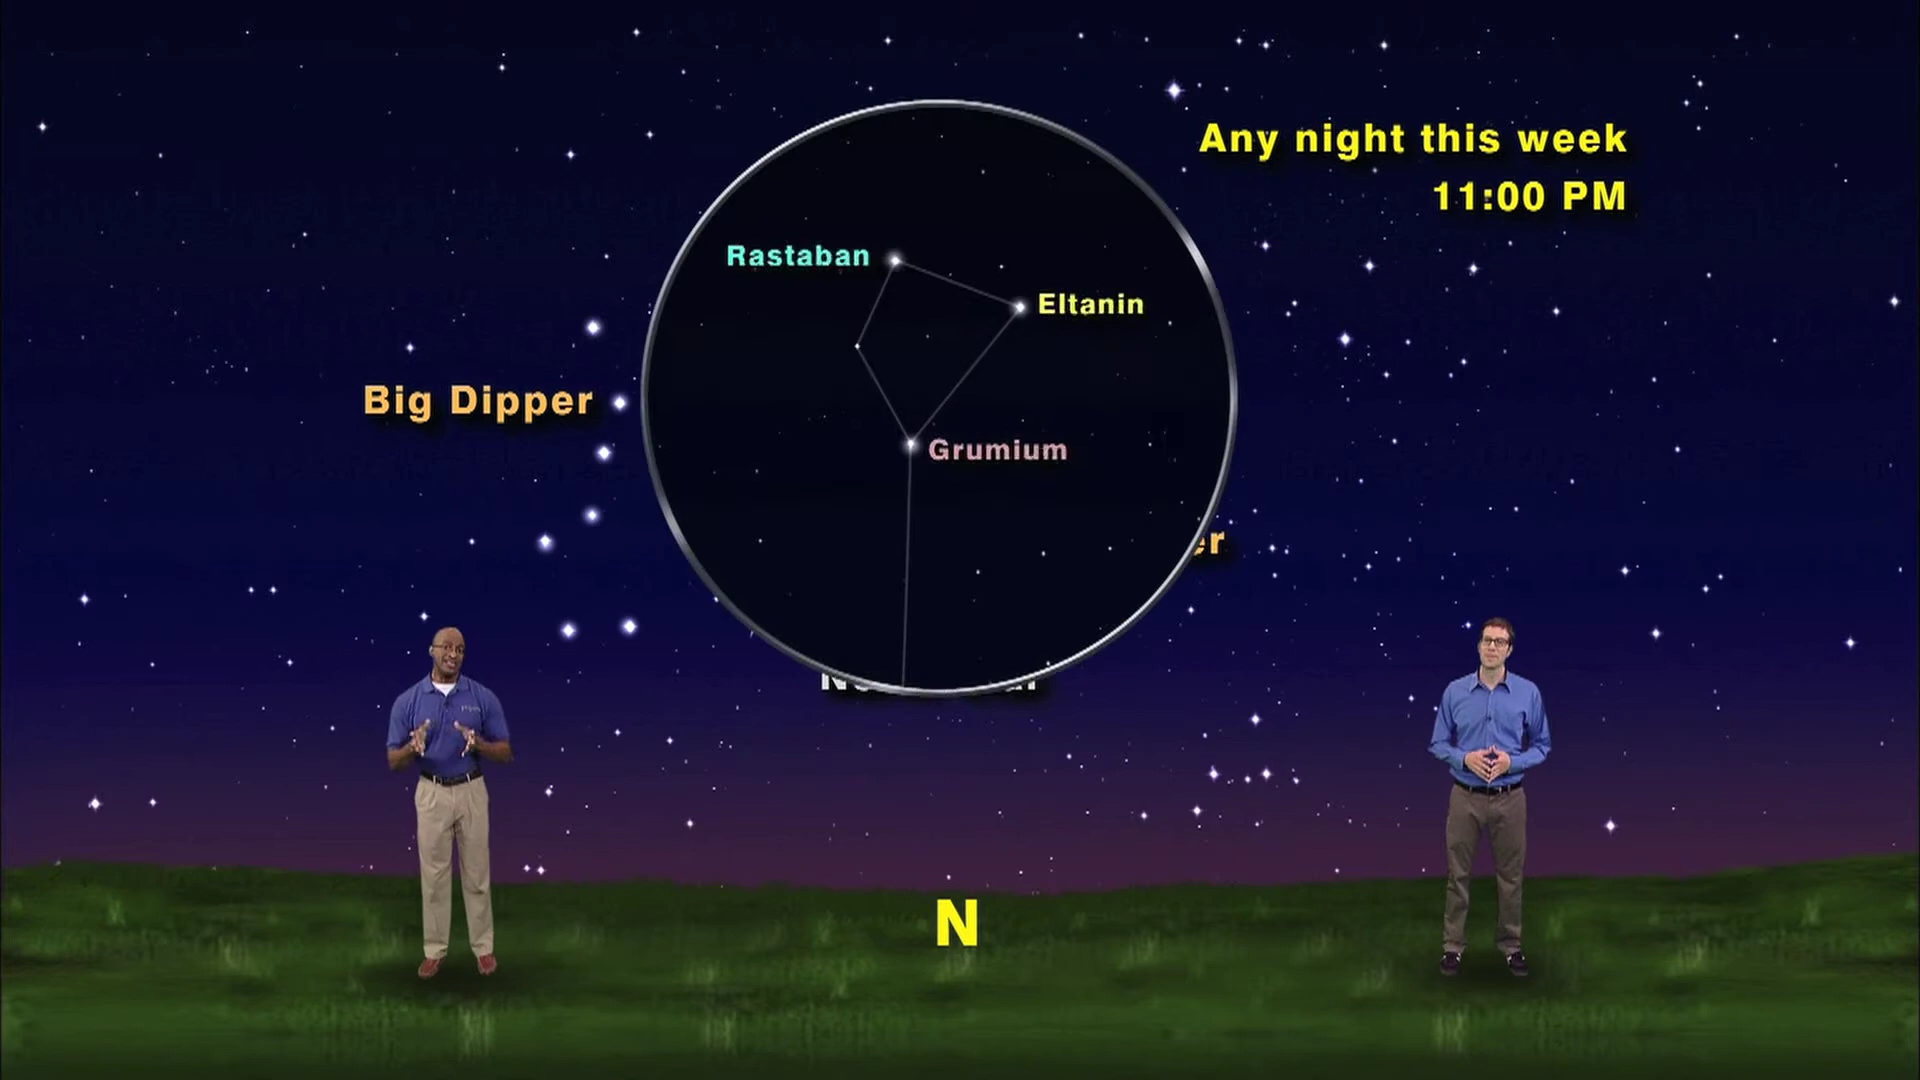 Any night this week
11:00 PM
Rastaban
Eltanin
Big Dipper
Grumium
N